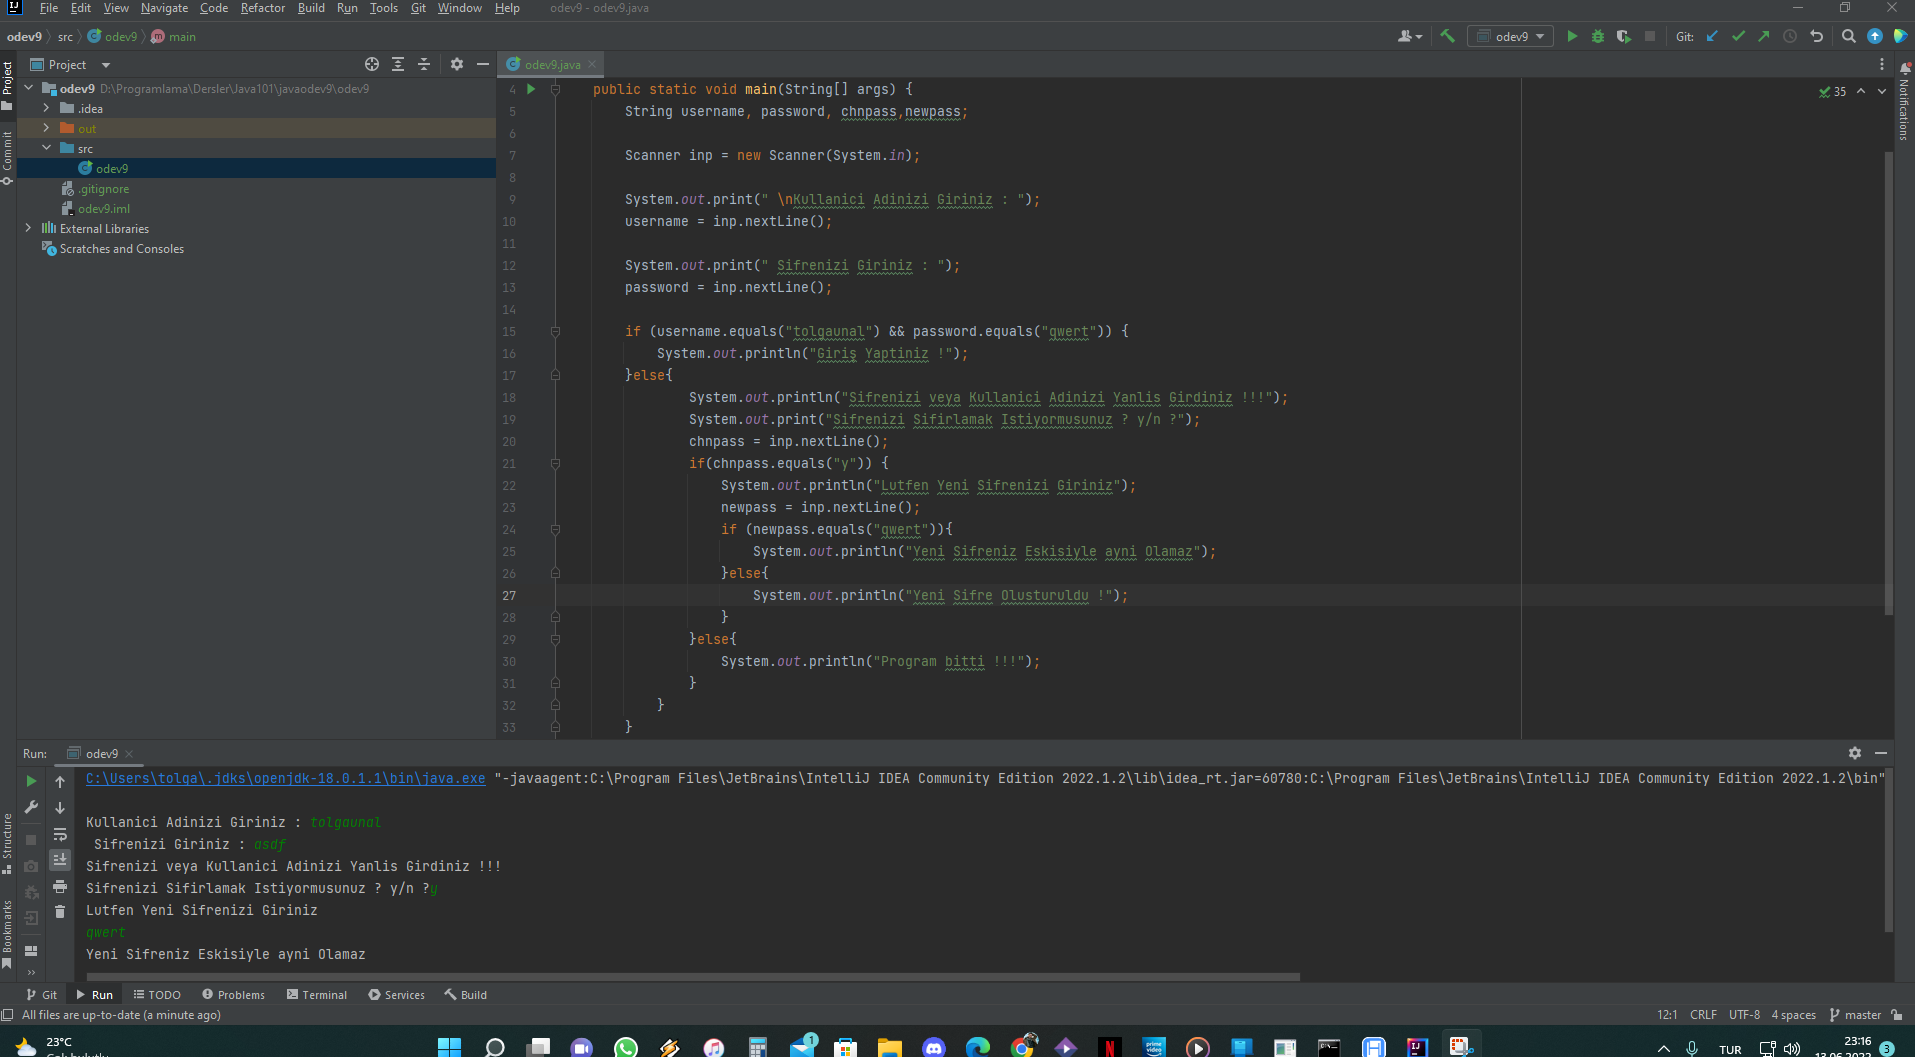 File Edit View Navigate Code Refactor Build Run Tools Git Window Help odev9 - odev9.java
odev9 src odev9 main
odev9 Git:
Project
odev9.java
odev9 D:\Programlama\Dersler\Java101\javaodev9\odev9
.idea
out
src
odev9
.gitignore
odev9.iml
External Libraries
Scratches and Consoles
Project
Commit
Structure
Bookmarks
Notifications
35
4 public static void main(String[] args) {
5 String username, password, chnpass,newpass;
6
7 Scanner inp = new Scanner(System.in);
8
9 System.out.print(" \nKullanici Adinizi Giriniz : ");
10 username = inp.nextLine();
11
12 System.out.print(" Sifrenizi Giriniz : ");
13 password = inp.nextLine();
14
15 if (username.equals("tolgaunal") && password.equals("qwert")) {
16 System.out.println("Giriş Yaptiniz !");
17 }else{
18 System.out.println("Sifrenizi veya Kullanici Adinizi Yanlis Girdiniz !!!");
19 System.out.print("Sifrenizi Sifirlamak Istiyormusunuz ? y/n ?");
20 chnpass = inp.nextLine();
21 if(chnpass.equals("y")) {
22 System.out.println("Lutfen Yeni Sifrenizi Giriniz");
23 newpass = inp.nextLine();
24 if (newpass.equals("qwert")){
25 System.out.println("Yeni Sifreniz Eskisiyle ayni Olamaz");
26 }else{
27 System.out.println("Yeni Sifre Olusturuldu !");
28 }
29 }else{
30 System.out.println("Program bitti !!!");
31 }
32 }
33 }
Run: odev9
C:\Users\tolga\.jdks\openjdk-18.0.1.1\bin\java.exe "-javaagent:C:\Program Files\JetBrains\IntelliJ IDEA Community Edition 2022.1.2\lib\idea_rt.jar=60780:C:\Program Files\JetBrains\IntelliJ IDEA Community Edition 2022.1.2\bin"
Kullanici Adinizi Giriniz : tolgaunal
Sifrenizi Giriniz : asdf
Sifrenizi veya Kullanici Adinizi Yanlis Girdiniz !!!
Sifrenizi Sifirlamak Istiyormusunuz ? y/n ?y
Lutfen Yeni Sifrenizi Giriniz
qwert
Yeni Sifreniz Eskisiyle ayni Olamaz
Git Run TODO Problems Terminal Services Build
All files are up-to-date (a minute ago)
12:1 CRLF UTF-8 4 spaces master
23°C
Çok bulutlu
TUR
23:16
13.06.2022
3